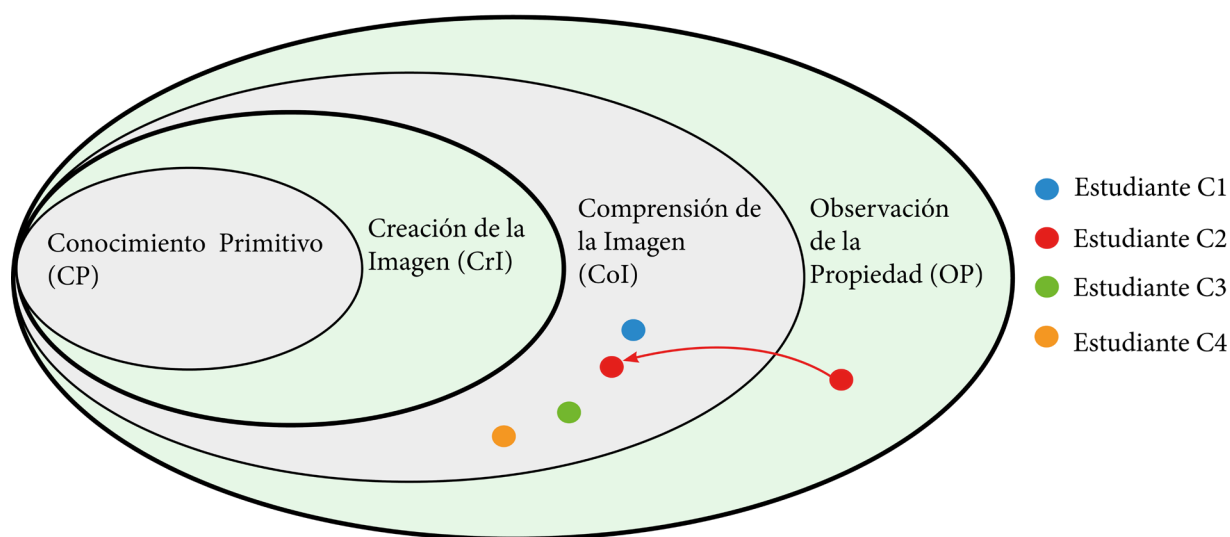 Conocimiento Primitivo
(CP)
Creación de la
Imagen (CrI)
Comprensión de
la Imagen
(CoI)
Observación
de la
Propiedad (OP)
Estudiante C1
Estudiante C2
Estudiante C3
Estudiante C4